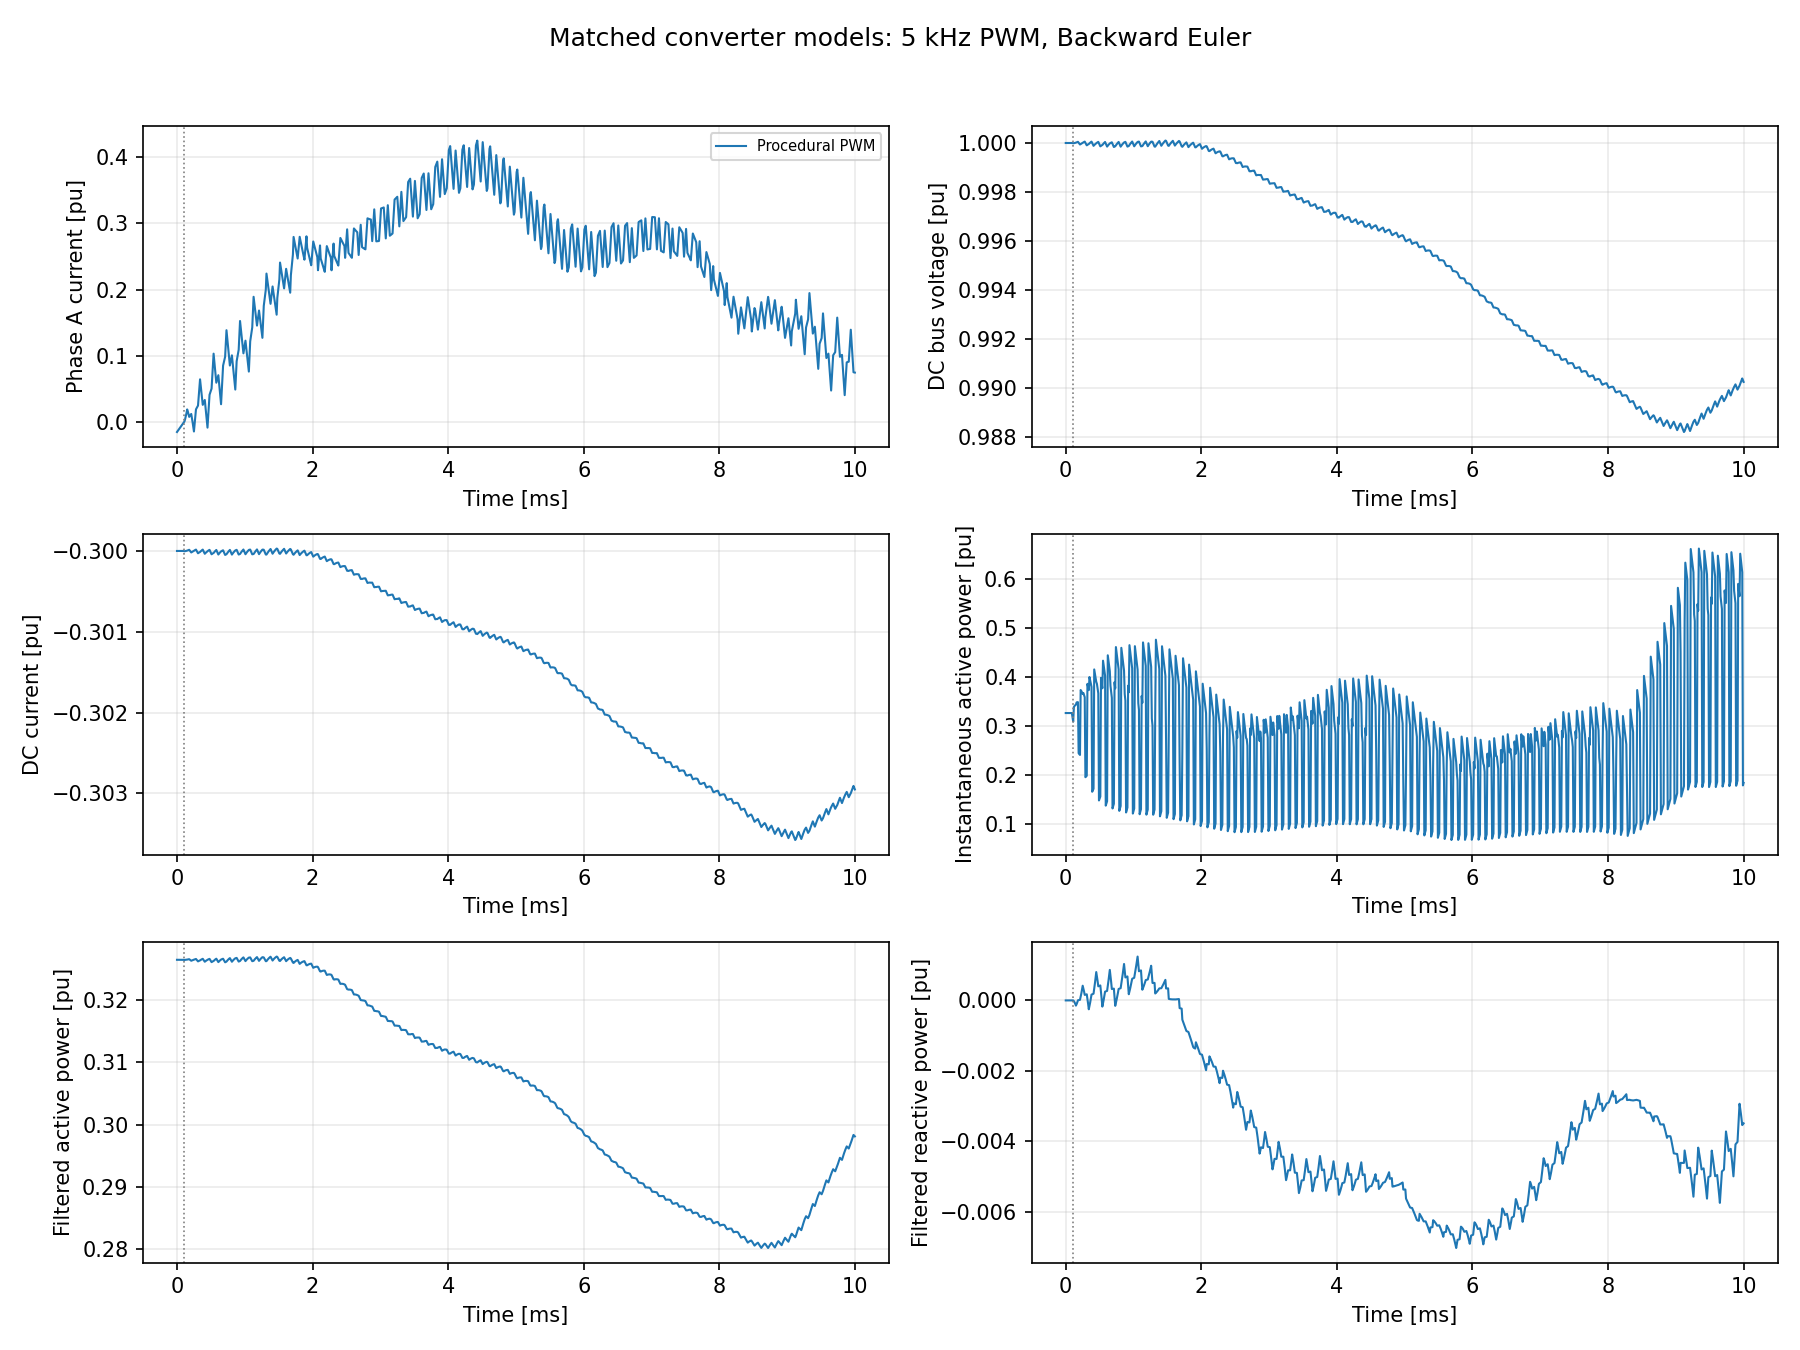 Matched converter models: 5 kHz PWM, Backward Euler
Procedural PWM
Phase A current [pu]
0.4
0.3
0.2
0.1
0.0
0 2 4 6 8 10
Time [ms]
DC bus voltage [pu]
1.000
0.998
0.996
0.994
0.992
0.990
0.988
0 2 4 6 8 10
Time [ms]
DC current [pu]
−0.300
−0.301
−0.302
−0.303
0 2 4 6 8 10
Time [ms]
Instantaneous active power [pu]
0.6
0.5
0.4
0.3
0.2
0.1
0 2 4 6 8 10
Time [ms]
Filtered active power [pu]
0.32
0.31
0.30
0.29
0.28
0 2 4 6 8 10
Time [ms]
Filtered reactive power [pu]
0.000
−0.002
−0.004
−0.006
0 2 4 6 8 10
Time [ms]